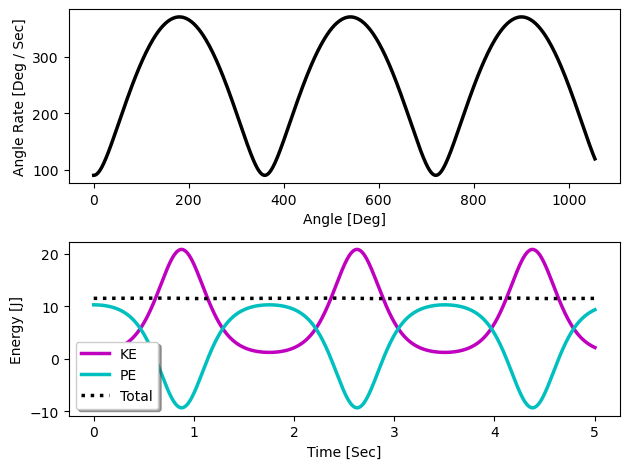 Angle Rate [Deg / Sec]
300
200
100
0
200
400
600
800
1000
Angle [Deg]
Energy [J]
20
10
0
−10
KE
PE
Total
0
1
2
3
4
5
Time [Sec]